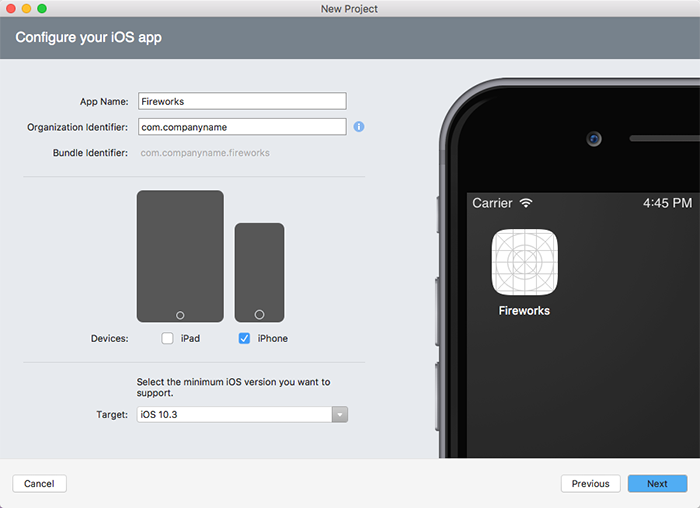 New Project
Configure your iOS app
App Name: Fireworks
Organization Identifier: com.companyname
Bundle Identifier: com.companyname.fireworks
Devices: iPad iPhone
Select the minimum iOS version you want to
support.
Target: iOS 10.3
Carrier 4:45 PM
Fireworks
Cancel Previous Next